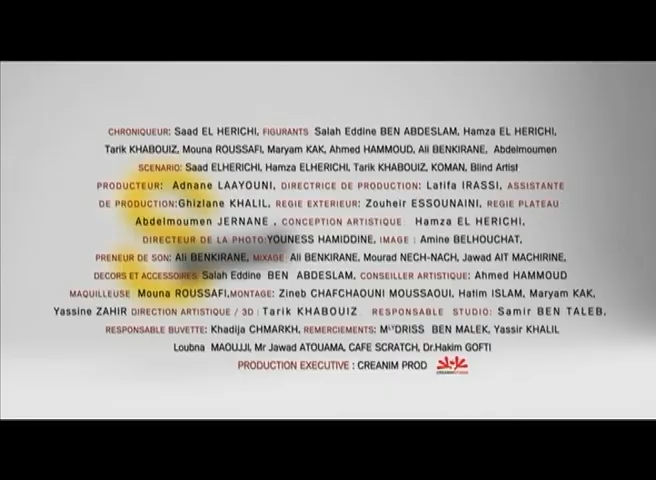 CHRONIQUEUR: Saad EL HERICHI, FIGURANTS Salah Eddine BEN ABDESLAM, Hamza EL HERICHI,
Tarik KHABOUIZ, Mouna ROUSSAFI, Maryam KAK, Ahmed HAMMOUD, Ali BENKIRANE, Abdelmoumen
SCENARIO: Saad ELHERICHI, Hamza ELHERICHI, Tarik KHABOUIZ, KOMAN, Blind Artist
PRODUCTEUR: Adnane LAAYOUNI, DIRECTRICE DE PRODUCTION: Latifa IRASSI, ASSISTANTE
DE PRODUCTION:Ghizlane KHALIL, REGIE EXTERIEUR: Zouheir ESSOUNAINI, REGIE PLATEAU
Abdelmoumen JERNANE , CONCEPTION ARTISTIQUE : Hamza EL HERICHI,
DIRECTEUR DE LA PHOTO:YOUNESS HAMIDDINE, IMAGE : Amine BELHOUCHAT,
PRENEUR DE SON: Ali BENKIRANE, MIXAGE: Ali BENKIRANE, Mourad NECH-NACH, Jawad AIT MACHIRINE,
DECORS ET ACCESSOIRES: Salah Eddine BEN ABDESLAM, CONSEILLER ARTISTIQUE : Ahmed HAMMOUD
MAQUILLEUSE : Mouna ROUSSAFI,MONTAGE: Zineb CHAFCHAOUNI MOUSSAOUI, Hatim ISLAM, Maryam KAK,
Yassine ZAHIR DIRECTION ARTISTIQUE / 3D : Tarik KHABOUIZ RESPONSABLE STUDIO: Samir BEN TALEB,
RESPONSABLE BUVETTE: Khadija CHMARKH, REMERCIEMENTS: MLYDRISS BEN MALEK, Yassir KHALIL
Loubna MAOUJJI, Mr Jawad ATOUAMA, CAFE SCRATCH, Dr.Hakim GOFTI
PRODUCTION EXECUTIVE : CREANIM PROD